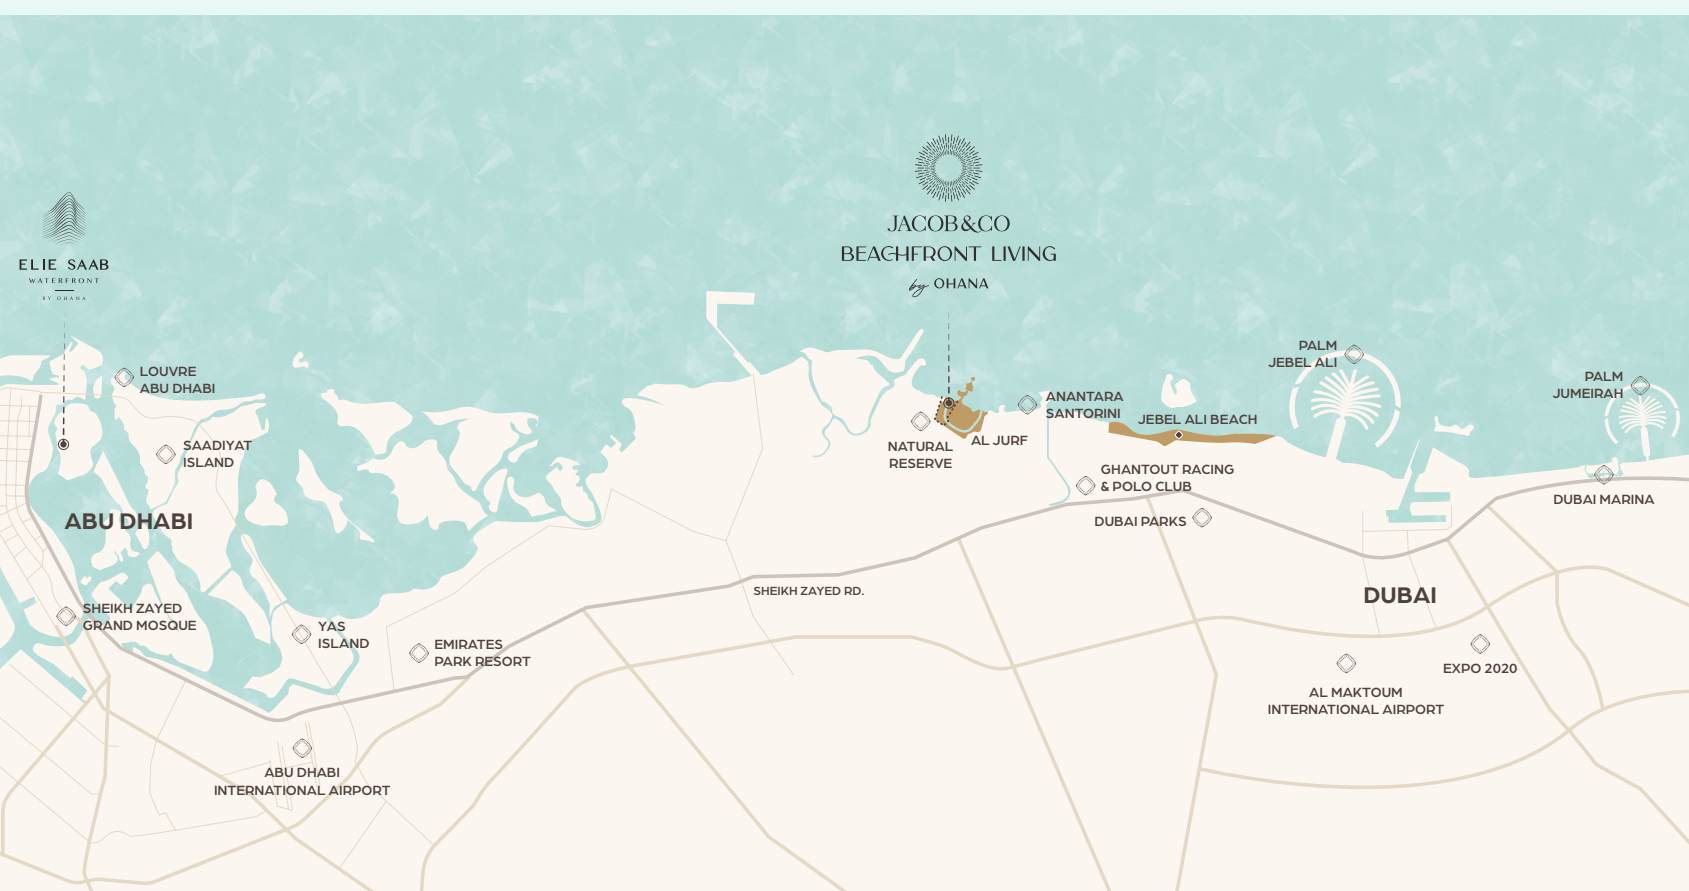 JACOB&CO
BEACHFRONT LIVING
by OHANA
ELIE SAAB
WATERFRONT
BY OHANA
LOUVRE
ABU DHABI
SAADIYAT
ISLAND
ABU DHABI
SHEIKH ZAYED
GRAND MOSQUE
YAS
ISLAND
EMIRATES
PARK RESORT
ABU DHABI
INTERNATIONAL AIRPORT
SHEIKH ZAYED RD.
NATURAL
RESERVE
AL JURF
ANANTARA
SANTORINI
JEBEL ALI BEACH
GHANTOUT RACING
& POLO CLUB
DUBAI PARKS
PALM
JEBEL ALI
PALM
JUMEIRAH
DUBAI MARINA
DUBAI
EXPO 2020
AL MAKTOUM
INTERNATIONAL AIRPORT